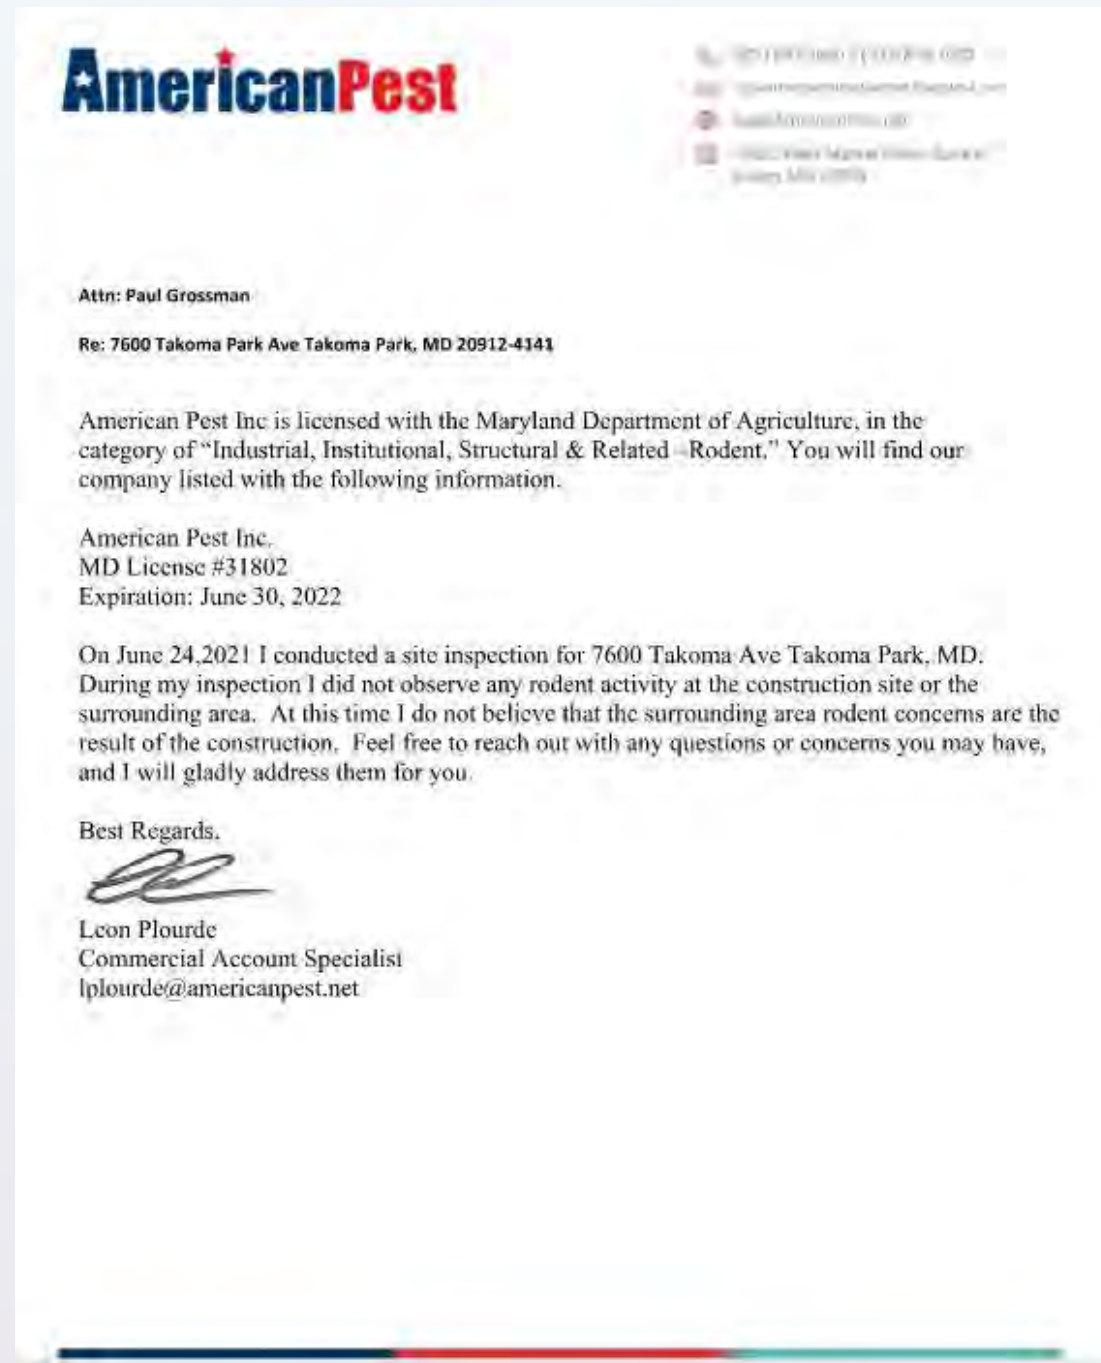 AmericanPest
Attn: Paul Grossman
Re: 7600 Takoma Park Ave Takoma Park, MD 20912-4141
American Pest Inc is licensed with the Maryland Department of Agriculture, in the
category of “Industrial, Institutional, Structural & Related –Rodent.” You will find our
company listed with the following information.
American Pest Inc.
MD License #31802
Expiration: June 30, 2022
On June 24,2021 I conducted a site inspection for 7600 Takoma Ave Takoma Park, MD.
During my inspection I did not observe any rodent activity at the construction site or the
surrounding area.  At this time I do not believe that the surrounding area rodent concerns are the
result of the construction.  Feel free to reach out with any questions or concerns you may have,
and I will gladly address them for you.
Best Regards,
Leon Plourde
Commercial Account Specialist
lplourde@americanpest.net